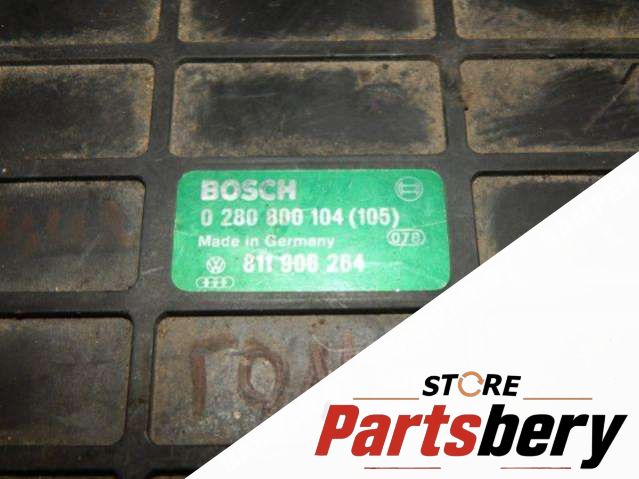 BOSCH
0 280 800 104 (105)
Made in Germany 078
811 906 264
STORE
Partsbery